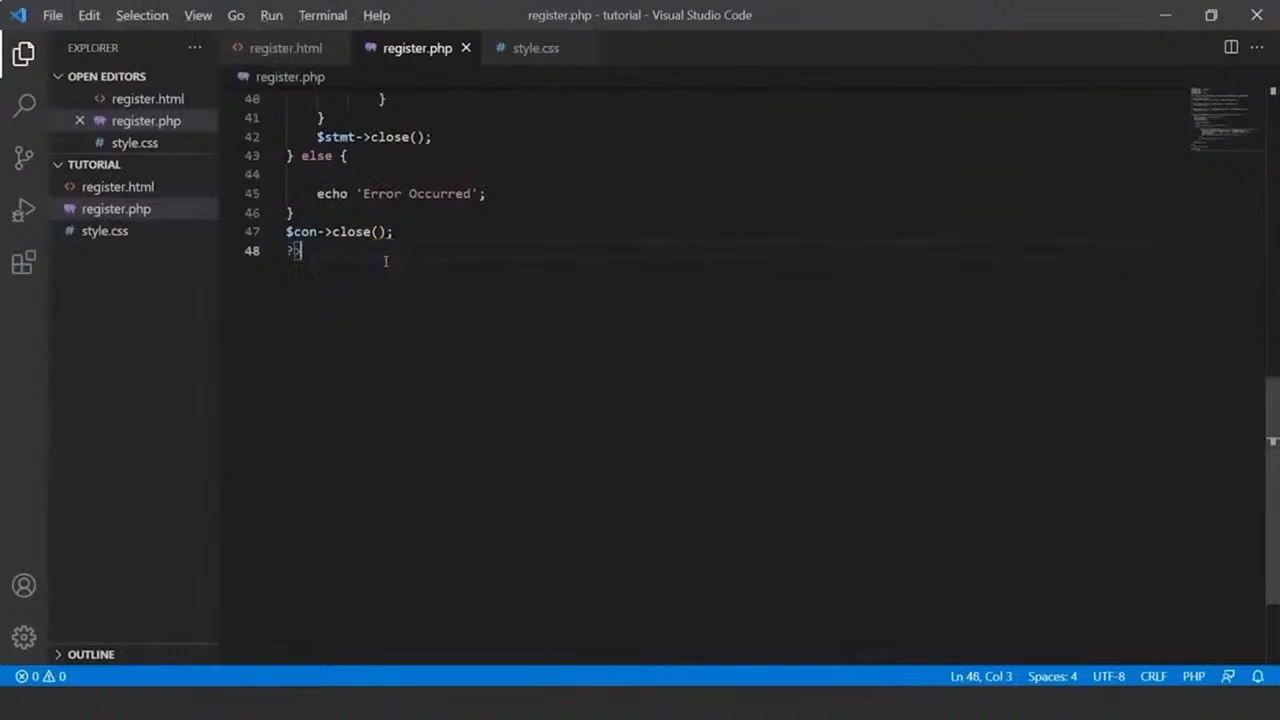 File Edit Selection View Go Run Terminal Help
register.php - tutorial - Visual Studio Code
EXPLORER
register.html register.php style.css
OPEN EDITORS
register.html
register.php
style.css
TUTORIAL
register.html
register.php
style.css
OUTLINE
register.php
40 }
41 }
42 $stmt->close();
43 } else {
44
45 echo 'Error Occurred';
46 }
47 $con->close();
48 ?>
0 0
Ln 48, Col 3 Spaces: 4 UTF-8 CRLF PHP